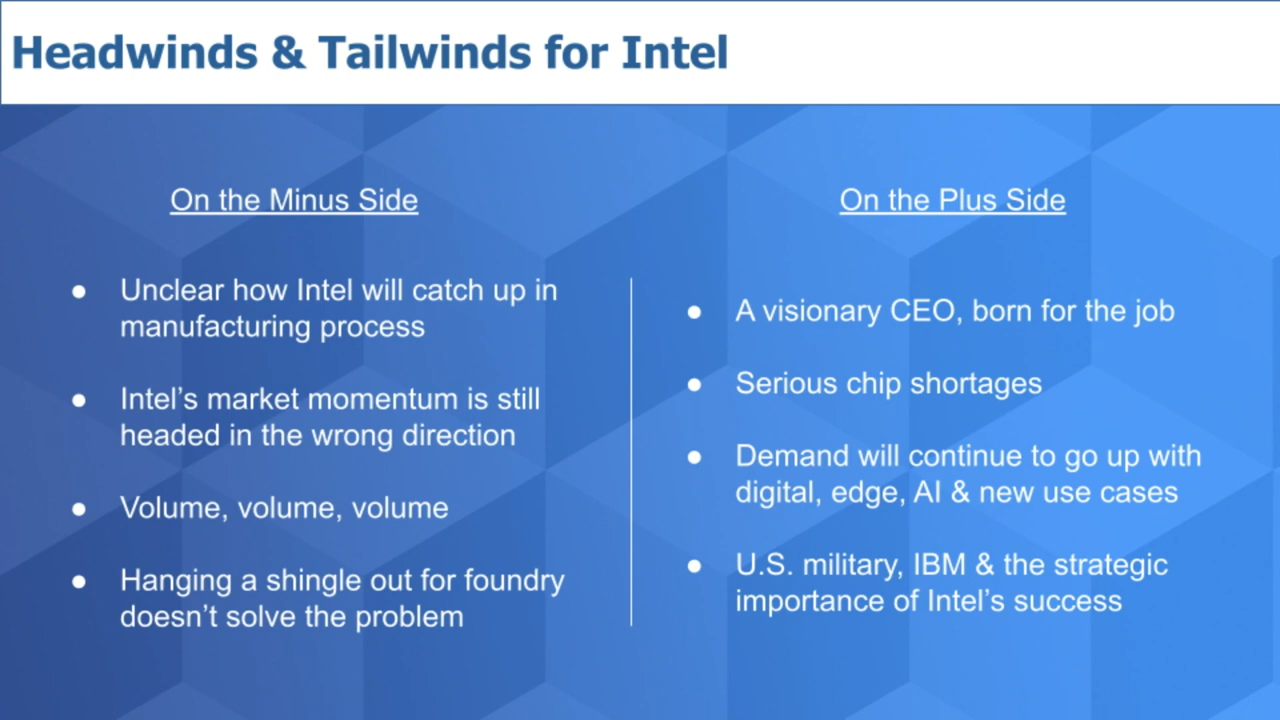 Headwinds & Tailwinds for Intel
On the Minus Side
● Unclear how Intel will catch up in
manufacturing process
● Intel’s market momentum is still
headed in the wrong direction
● Volume, volume, volume
● Hanging a shingle out for foundry
doesn’t solve the problem
On the Plus Side
● A visionary CEO, born for the job
● Serious chip shortages
● Demand will continue to go up with
digital, edge, AI & new use cases
● U.S. military, IBM & the strategic
importance of Intel’s success